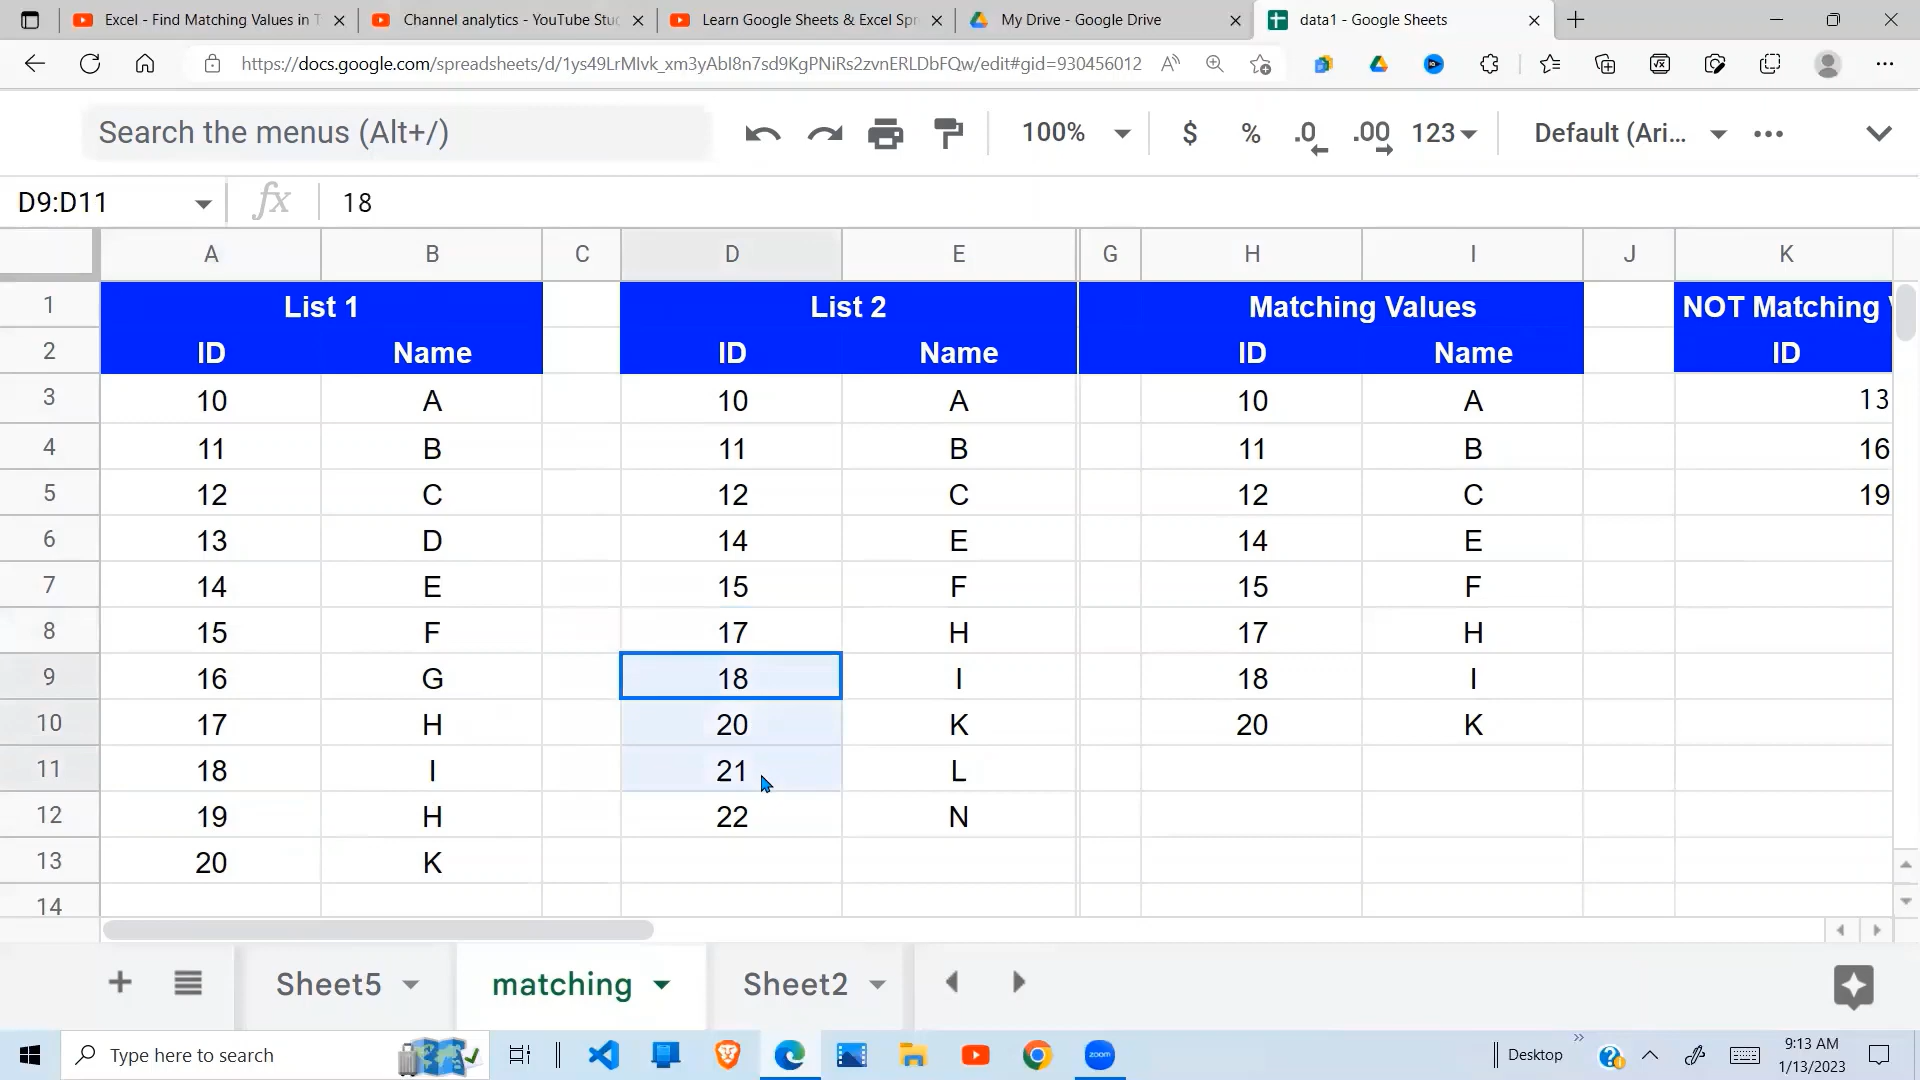 Excel - Find Matching Values in T
Channel analytics - YouTube Stu
Learn Google Sheets & Excel Spr
My Drive - Google Drive
data1 - Google Sheets
https://docs.google.com/spreadsheets/d/1ys49LrMIvk_xm3yAbI8n7sd9KgPNiRs2zvnERLDbFQw/edit#gid=930456012
Search the menus (Alt+/)
100%
$ % .0 .00 123
Default (Ari...
D9:D11
fx
18
A B C D E G H I J K
1 List 1 List 2 Matching Values NOT Matching V
2 ID Name ID Name ID Name ID
3 10 A 10 A 10 A 13
4 11 B 11 B 11 B 16
5 12 C 12 C 12 C 19
6 13 D 14 E 14 E
7 14 E 15 F 15 F
8 15 F 17 H 17 H
9 16 G 18 I 18 I
10 17 H 20 K 20 K
11 18 I 21 L
12 19 H 22 N
13 20 K
14
Sheet5
matching
Sheet2
Type here to search
zoom
Desktop
9:13 AM
1/13/2023